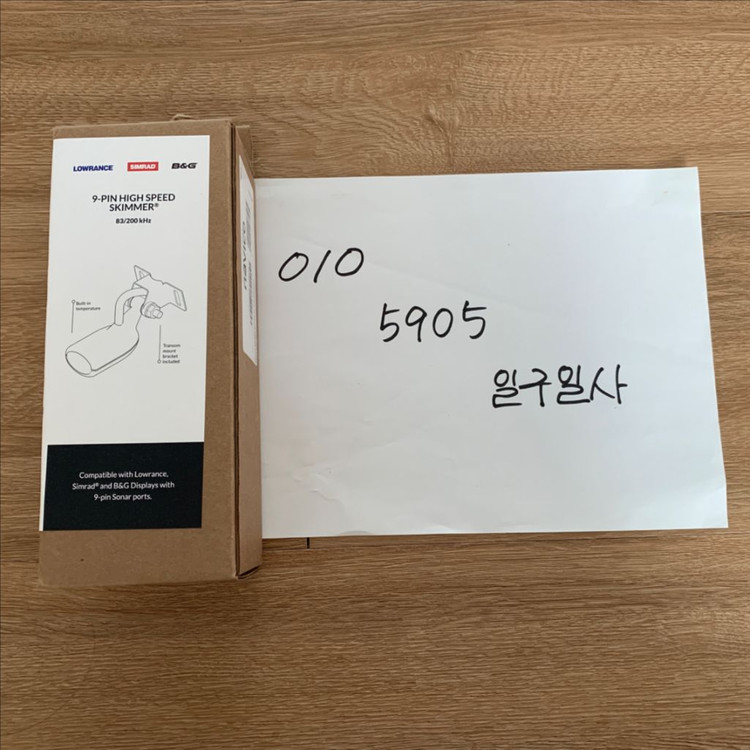 LOWRANCE SIMRAD B&G
9-PIN HIGH SPEED
SKIMMER®
83/200 kHz
Built-in
temperature
Transom
mount
bracket
included
Compatible with Lowrance,
Simrad® and B&G Displays with
9-pin Sonar ports.
navico
010
5905
일구일사